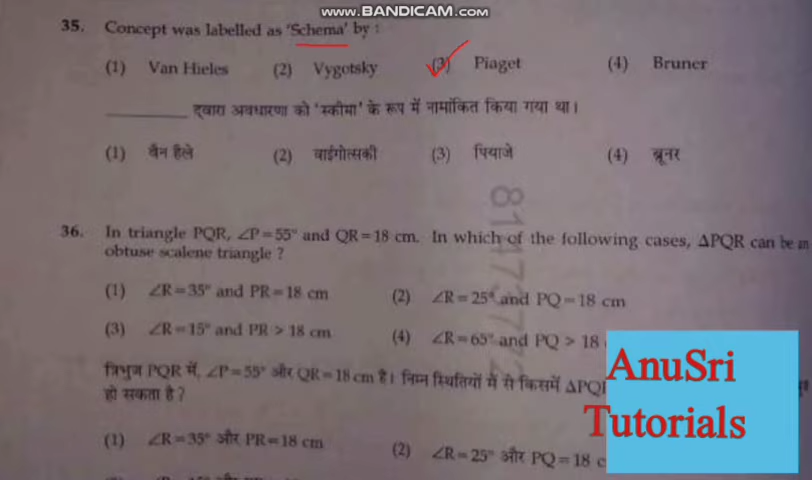 www.BANDICAM.com
35. Concept was labelled as 'Schema' by :
(1) Van Hieles (2) Vygotsky (3) Piaget (4) Bruner
_______ द्वारा अवधारणा को 'स्कीमा' के रूप में नामांकित किया गया था।
(1) वैन हैले (2) वाईगोत्सकी (3) पियाजे (4) ब्रूनर
36. In triangle PQR, ∠P=55° and QR=18 cm. In which of the following cases, ΔPQR can be an
obtuse scalene triangle ?
(1) ∠R=35° and PR=18 cm (2) ∠R=25° and PQ=18 cm
(3) ∠R=15° and PR > 18 cm (4) ∠R=65° and PQ > 18
त्रिभुज PQR में, ∠P=55° और QR=18 cm है। निम्न स्थितियों में से किसमें ΔPQ
हो सकता है?
(1) ∠R=35° और PR=18 cm (2) ∠R=25° और PQ=18 c
AnuSri
Tutorials